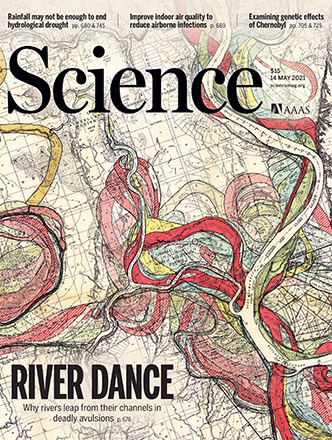 Rainfall may not be enough to end
hydrological drought pp. 680 & 745
Improve indoor air quality to
reduce airborne infections p. 689
Examining genetic effects
of Chernobyl pp. 705 & 725
Science
$15
14 MAY 2021
sciencemag.org
AAAS
RIVER DANCE
Why rivers leap from their channels in
deadly avulsions p. 676